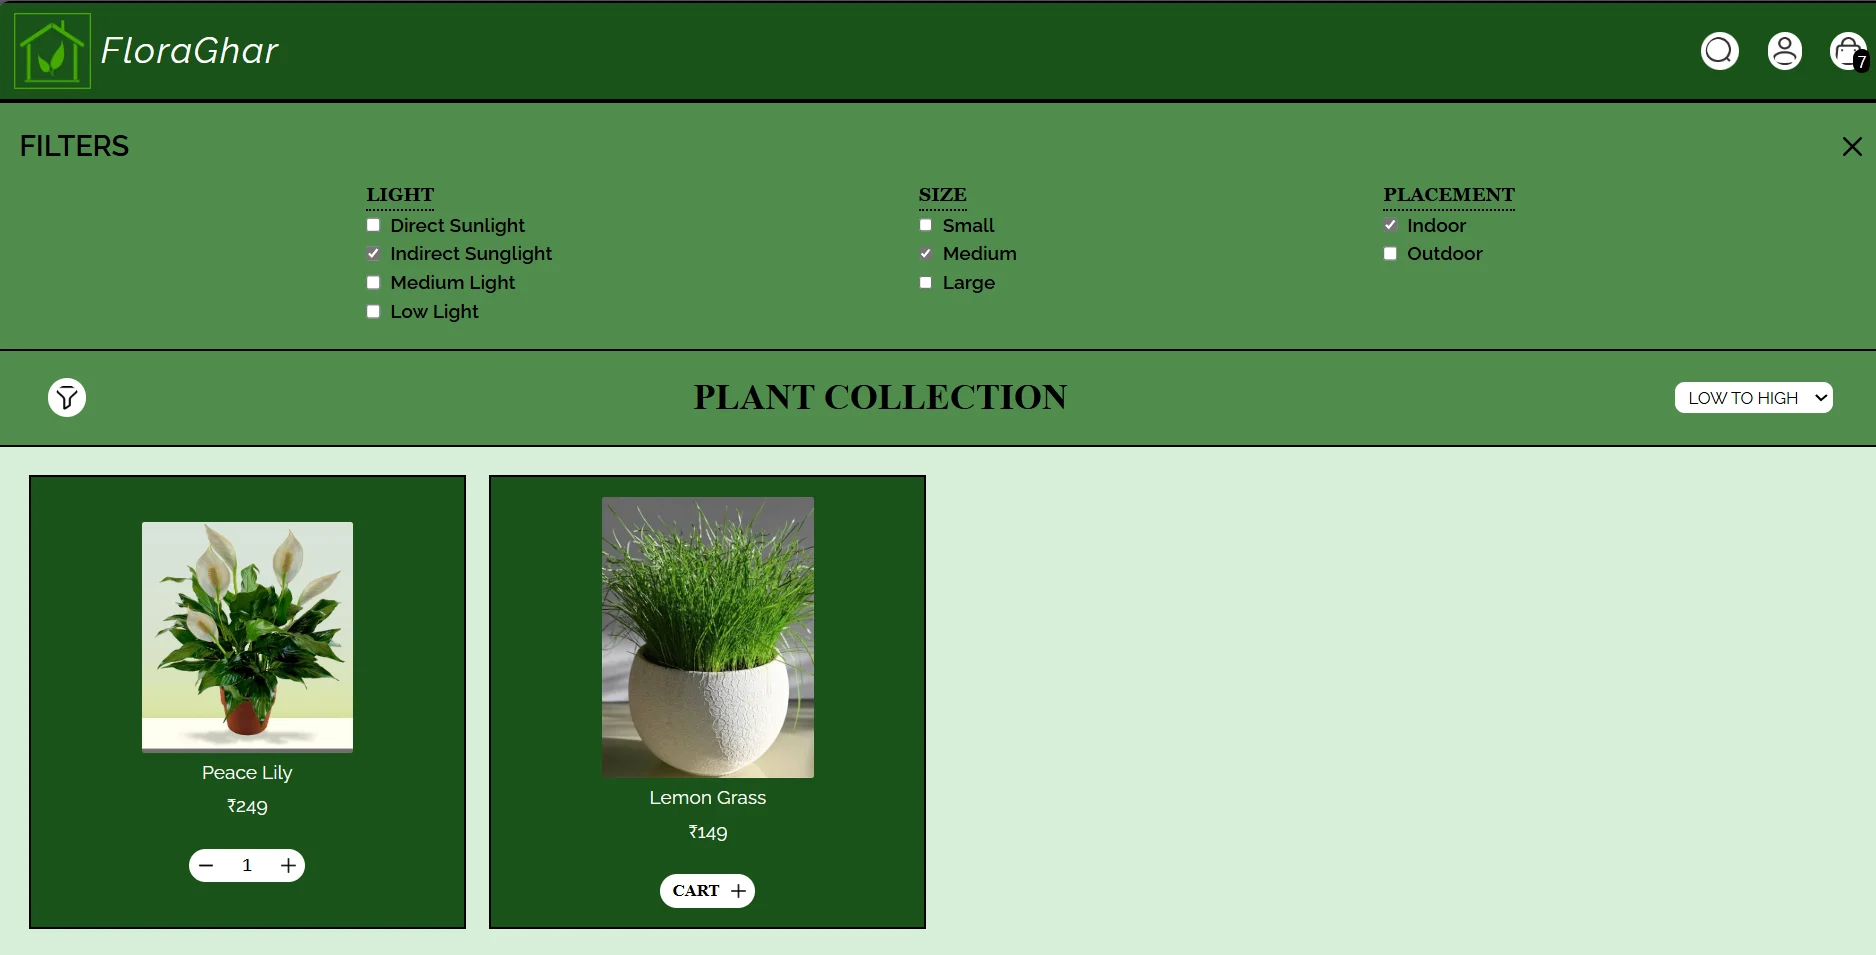 FloraGhar
7
FILTERS
LIGHT
Direct Sunlight
Indirect Sunglight
Medium Light
Low Light
SIZE
Small
Medium
Large
PLACEMENT
Indoor
Outdoor
PLANT COLLECTION
LOW TO HIGH
Peace Lily
₹249
1
Lemon Grass
₹149
CART